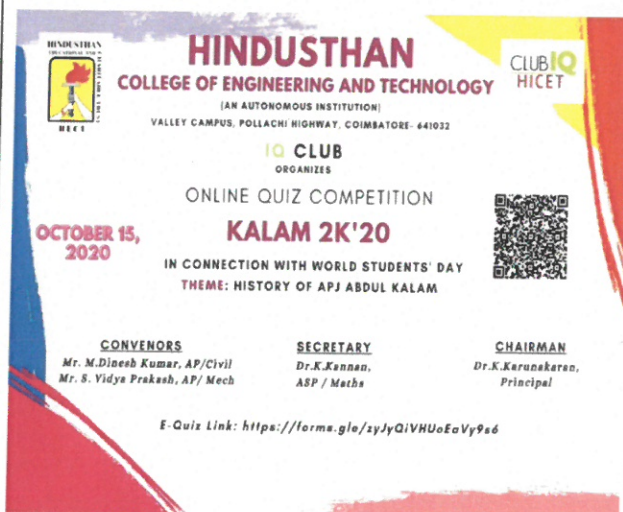 HINDUSTHAN
HECT
HINDUSTHAN
COLLEGE OF ENGINEERING AND TECHNOLOGY
(AN AUTONOMOUS INSTITUTION)
VALLEY CAMPUS, POLLACHI HIGHWAY, COIMBATORE- 641032
CLUB IQ
HICET
IQ CLUB
ORGANIZES
ONLINE QUIZ COMPETITION
OCTOBER 15,
2020
KALAM 2K'20
IN CONNECTION WITH WORLD STUDENTS' DAY
THEME: HISTORY OF APJ ABDUL KALAM
CONVENORS
Mr. M.Dinesh Kumar, AP/Civil
Mr. S. Vidya Prakash, AP/ Mech
SECRETARY
Dr.K.Kannan,
ASP / Maths
CHAIRMAN
Dr.K.Karunakaran,
Principal
E-Quiz Link: https://forms.gle/zyJyQiVHUoEaVy9s6